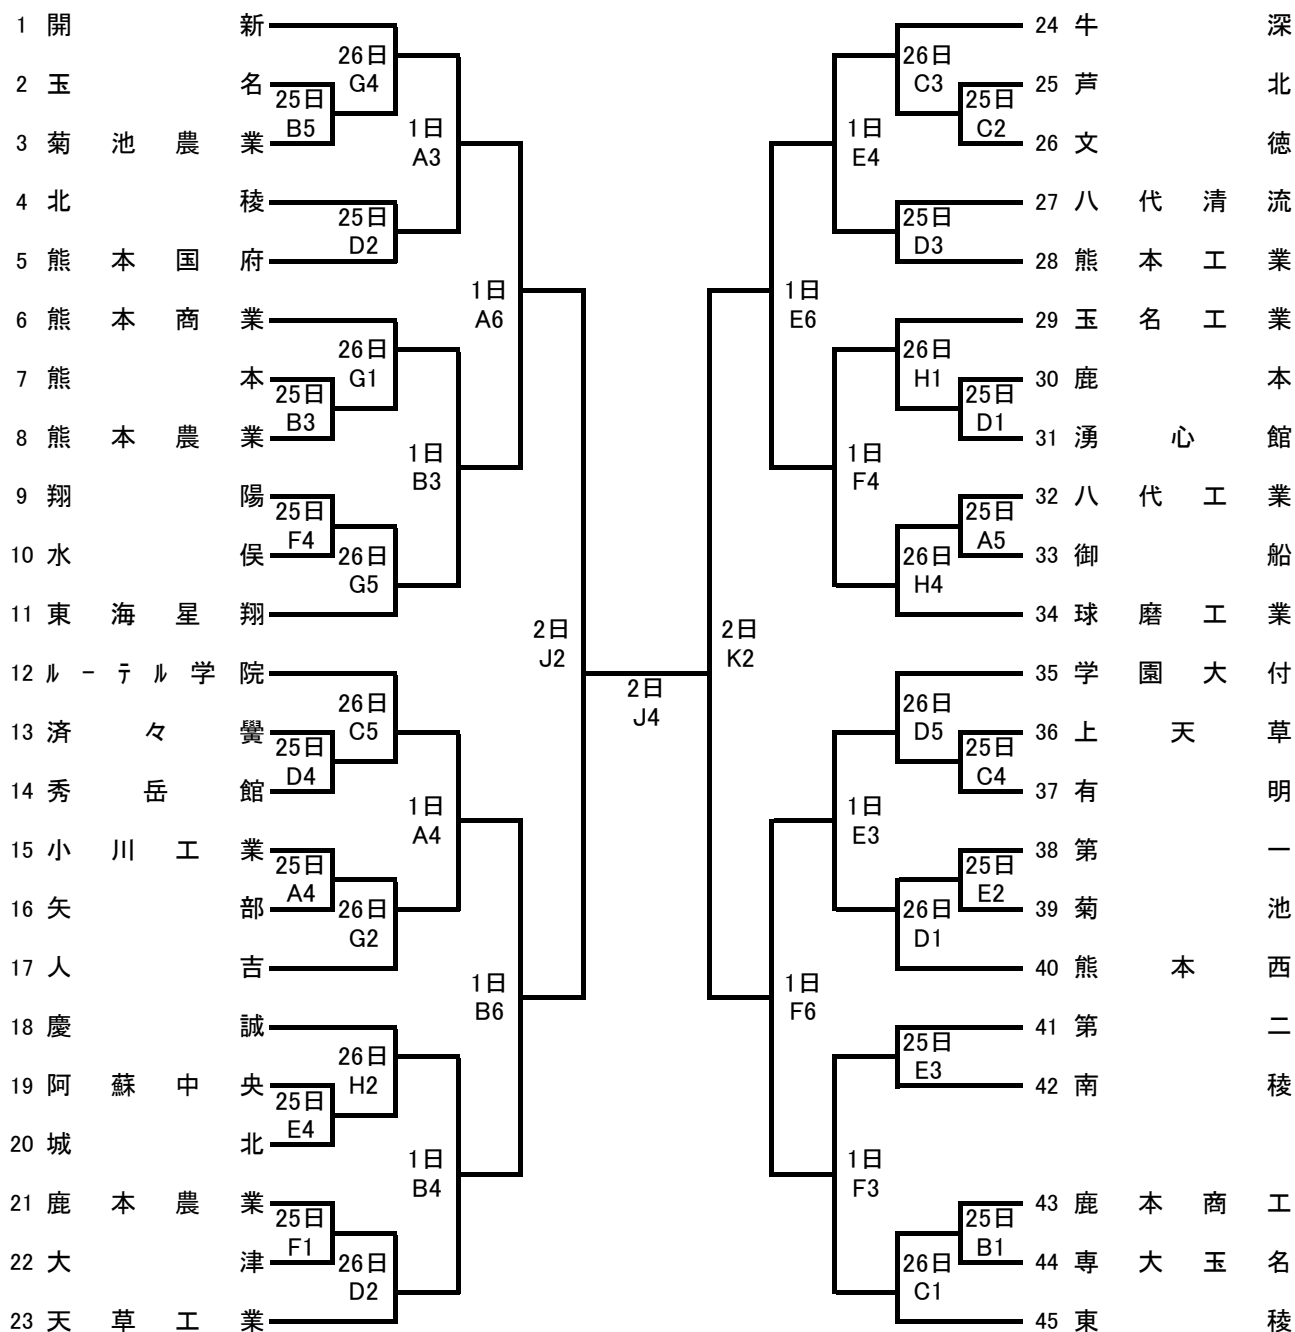 1 開新
2 玉名
3 菊池農業
4 北稜
5 熊本国府
6 熊本商業
7 熊本
8 熊本農業
9 翔陽
10 水俣
11 東海星翔
12 ﾙｰﾃﾙ学院
13 済々黌
14 秀岳館
15 小川工業
16 矢部
17 人吉
18 慶誠
19 阿蘇中央
20 城北
21 鹿本農業
22 大津
23 天草工業
25日
B5
25日
B3
25日
F4
25日
D4
25日
A4
25日
E4
25日
F1
26日
G4
25日
D2
26日
G1
26日
G5
26日
C5
26日
G2
26日
H2
26日
D2
1日
A3
1日
B3
1日
A4
1日
B4
1日
A6
1日
B6
2日
J2
2日
J4
2日
K2
1日
E6
1日
F6
1日
E4
1日
F4
1日
E3
1日
F3
26日
C3
25日
D3
26日
H1
26日
H4
26日
D5
26日
D1
25日
E3
26日
C1
25日
C2
25日
D1
25日
A5
25日
C4
25日
E2
25日
B1
24 牛深
25 芦北
26 文徳
27 八代清流
28 熊本工業
29 玉名工業
30 鹿本
31 湧心館
32 八代工業
33 御船
34 球磨工業
35 学園大付
36 上天草
37 有明
38 第一
39 菊池
40 熊本西
41 第二
42 南稜
43 鹿本商工
44 専大玉名
45 東稜